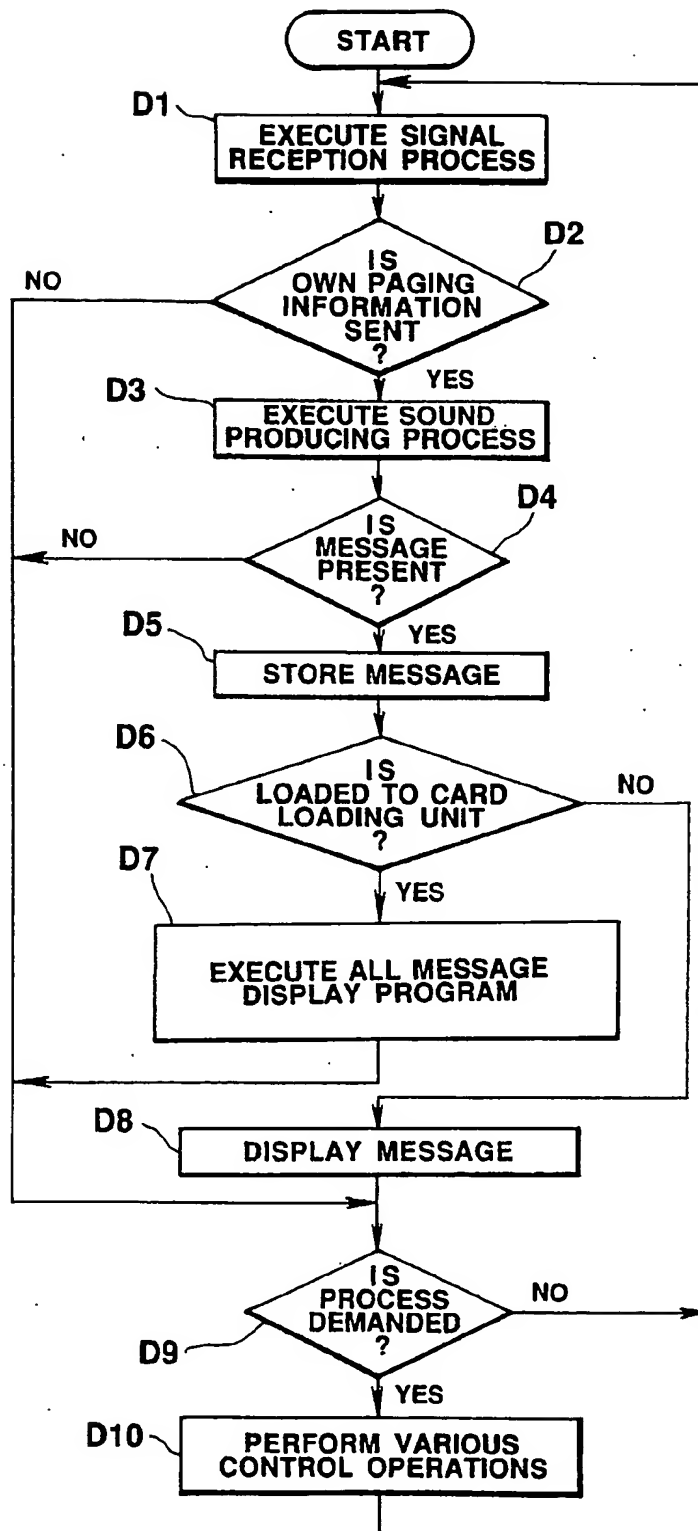 START
D1
EXECUTE SIGNAL
RECEPTION PROCESS
D2
IS
OWN PAGING
INFORMATION
SENT
?
NO
YES
D3
EXECUTE SOUND
PRODUCING PROCESS
D4
IS
MESSAGE
PRESENT
?
NO
YES
D5
STORE MESSAGE
D6
IS
LOADED TO CARD
LOADING UNIT
?
NO
YES
D7
EXECUTE ALL MESSAGE
DISPLAY PROGRAM
D8
DISPLAY MESSAGE
IS
PROCESS
DEMANDED
?
NO
D9
YES
D10
PERFORM VARIOUS
CONTROL OPERATIONS